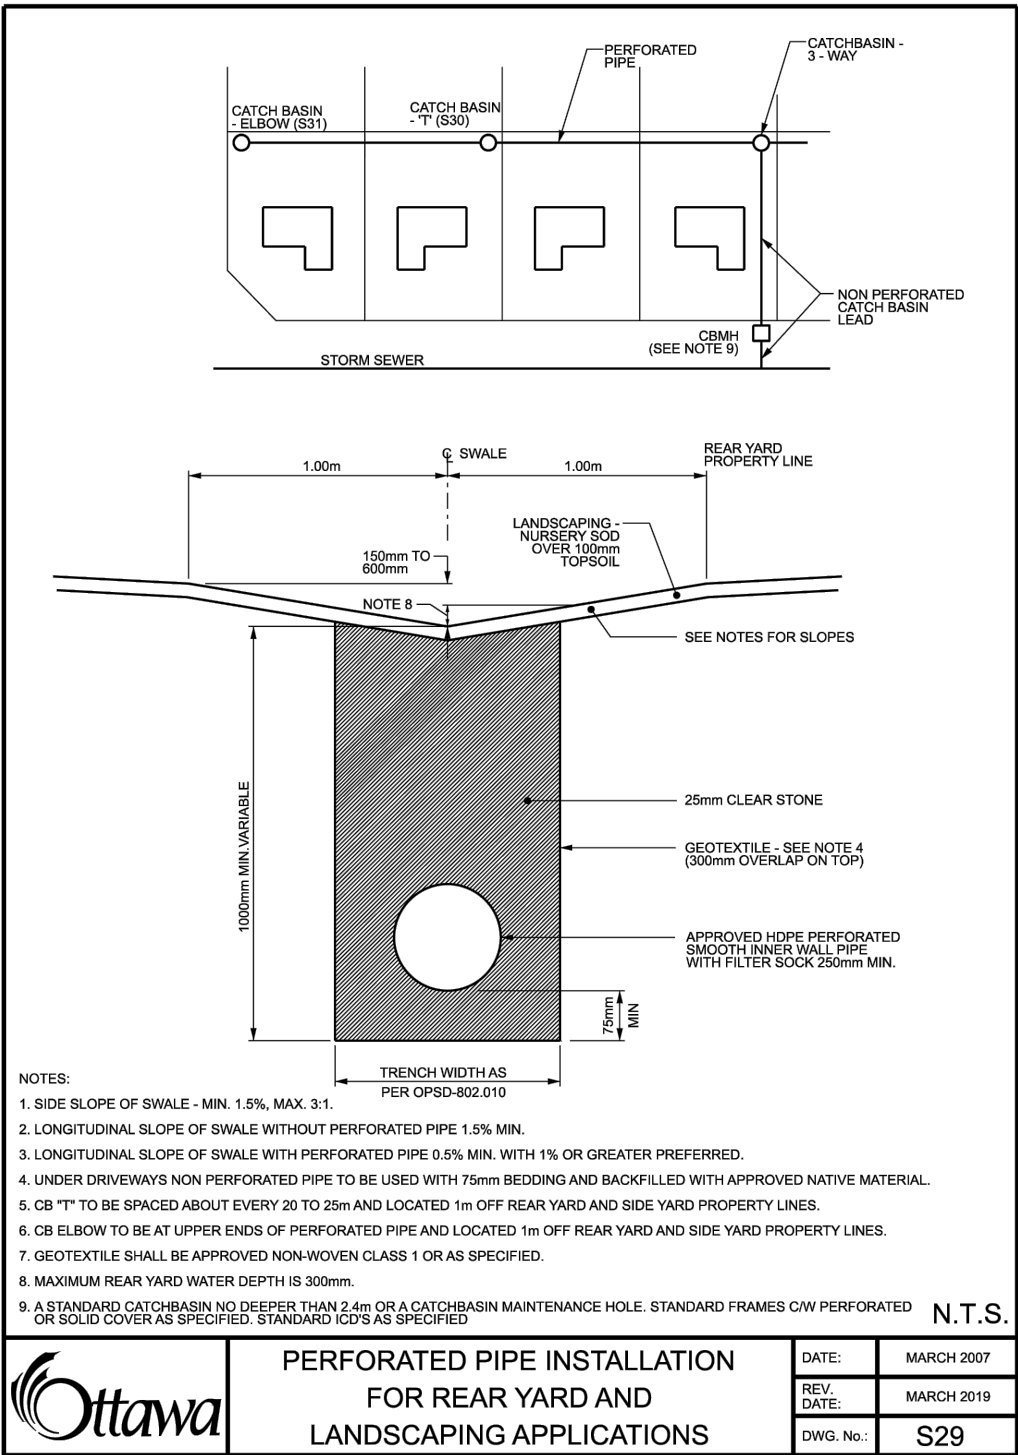 PERFORATED
PIPE
CATCHBASIN -
3 - WAY
CATCH BASIN
- ELBOW (S31)
CATCH BASIN
- 'T' (S30)
NON PERFORATED
CATCH BASIN
LEAD
CBMH
(SEE NOTE 9)
STORM SEWER
℄ SWALE
REAR YARD
PROPERTY LINE
1.00m
1.00m
LANDSCAPING -
NURSERY SOD
OVER 100mm
TOPSOIL
150mm TO
600mm
NOTE 8
SEE NOTES FOR SLOPES
1000mm MIN.VARIABLE
25mm CLEAR STONE
GEOTEXTILE - SEE NOTE 4
(300mm OVERLAP ON TOP)
APPROVED HDPE PERFORATED
SMOOTH INNER WALL PIPE
WITH FILTER SOCK 250mm MIN.
75mm
MIN
TRENCH WIDTH AS
PER OPSD-802.010
NOTES:
1. SIDE SLOPE OF SWALE - MIN. 1.5%, MAX. 3:1.
2. LONGITUDINAL SLOPE OF SWALE WITHOUT PERFORATED PIPE 1.5% MIN.
3. LONGITUDINAL SLOPE OF SWALE WITH PERFORATED PIPE 0.5% MIN. WITH 1% OR GREATER PREFERRED.
4. UNDER DRIVEWAYS NON PERFORATED PIPE TO BE USED WITH 75mm BEDDING AND BACKFILLED WITH APPROVED NATIVE MATERIAL.
5. CB "T" TO BE SPACED ABOUT EVERY 20 TO 25m AND LOCATED 1m OFF REAR YARD AND SIDE YARD PROPERTY LINES.
6. CB ELBOW TO BE AT UPPER ENDS OF PERFORATED PIPE AND LOCATED 1m OFF REAR YARD AND SIDE YARD PROPERTY LINES.
7. GEOTEXTILE SHALL BE APPROVED NON-WOVEN CLASS 1 OR AS SPECIFIED.
8. MAXIMUM REAR YARD WATER DEPTH IS 300mm.
9. A STANDARD CATCHBASIN NO DEEPER THAN 2.4m OR A CATCHBASIN MAINTENANCE HOLE. STANDARD FRAMES C/W PERFORATED
OR SOLID COVER AS SPECIFIED. STANDARD ICD'S AS SPECIFIED
N.T.S.
Ottawa
PERFORATED PIPE INSTALLATION
FOR REAR YARD AND
LANDSCAPING APPLICATIONS
DATE: MARCH 2007
REV.
DATE: MARCH 2019
DWG. No.: S29